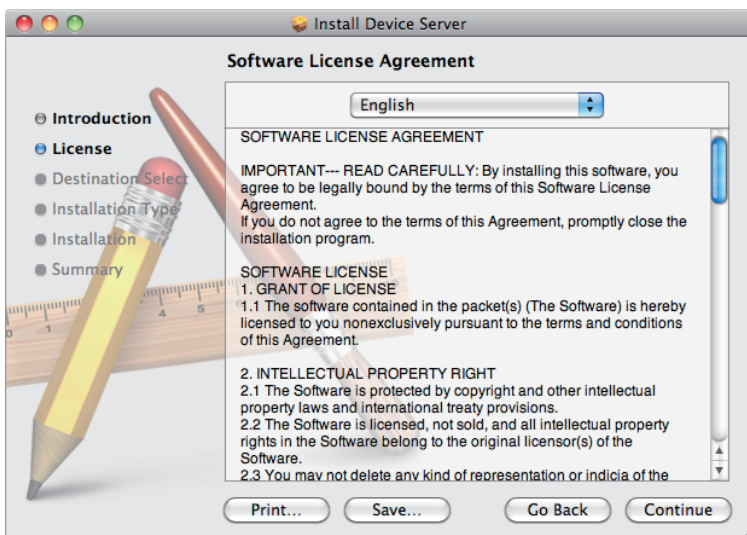 Install Device Server
Software License Agreement
Introduction
License
Destination Select
Installation Type
Installation
Summary
English
SOFTWARE LICENSE AGREEMENT
IMPORTANT--- READ CAREFULLY: By installing this software, you
agree to be legally bound by the terms of this Software License
Agreement.
If you do not agree to the terms of this Agreement, promptly close the
installation program.
SOFTWARE LICENSE
1. GRANT OF LICENSE
1.1 The software contained in the packet(s) (The Software) is hereby
licensed to you nonexclusively pursuant to the terms and conditions
of this Agreement.
2. INTELLECTUAL PROPERTY RIGHT
2.1 The Software is protected by copyright and other intellectual
property laws and international treaty provisions.
2.2 The Software is licensed, not sold, and all intellectual property
rights in the Software belong to the original licensor(s) of the
Software.
2.3 You may not delete any kind of representation or indicia of the
0 1 4 5
Print... Save... Go Back Continue